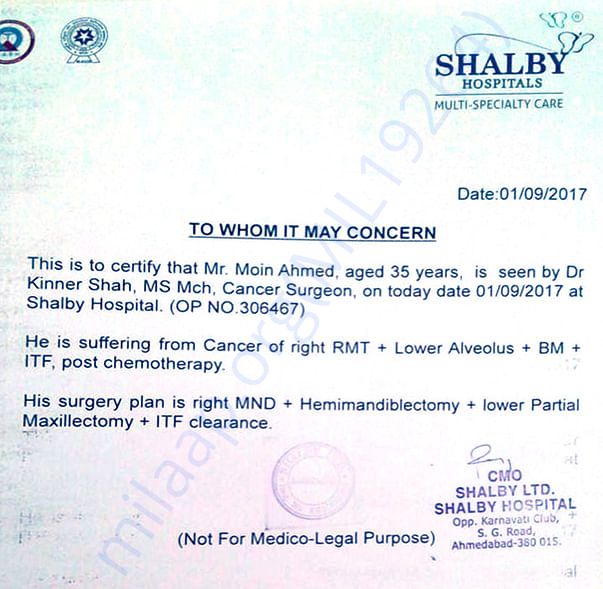 SHALBY
HOSPITALS
MULTI-SPECIALTY CARE
Date:01/09/2017
TO WHOM IT MAY CONCERN
This is to certify that Mr. Moin Ahmed, aged 35 years, is seen by Dr
Kinner Shah, MS Mch, Cancer Surgeon, on today date 01/09/2017 at
Shalby Hospital. (OP NO.306467)
He is suffering from Cancer of right RMT + Lower Alveolus + BM +
ITF, post chemotherapy.
His surgery plan is right MND + Hemimandiblectomy + lower Partial
Maxillectomy + ITF clearance.
CMO
SHALBY LTD.
SHALBY HOSPITAL
Opp. Karnavati Club,
S. G. Road,
Ahmedabad-380 015.
(Not For Medico-Legal Purpose)